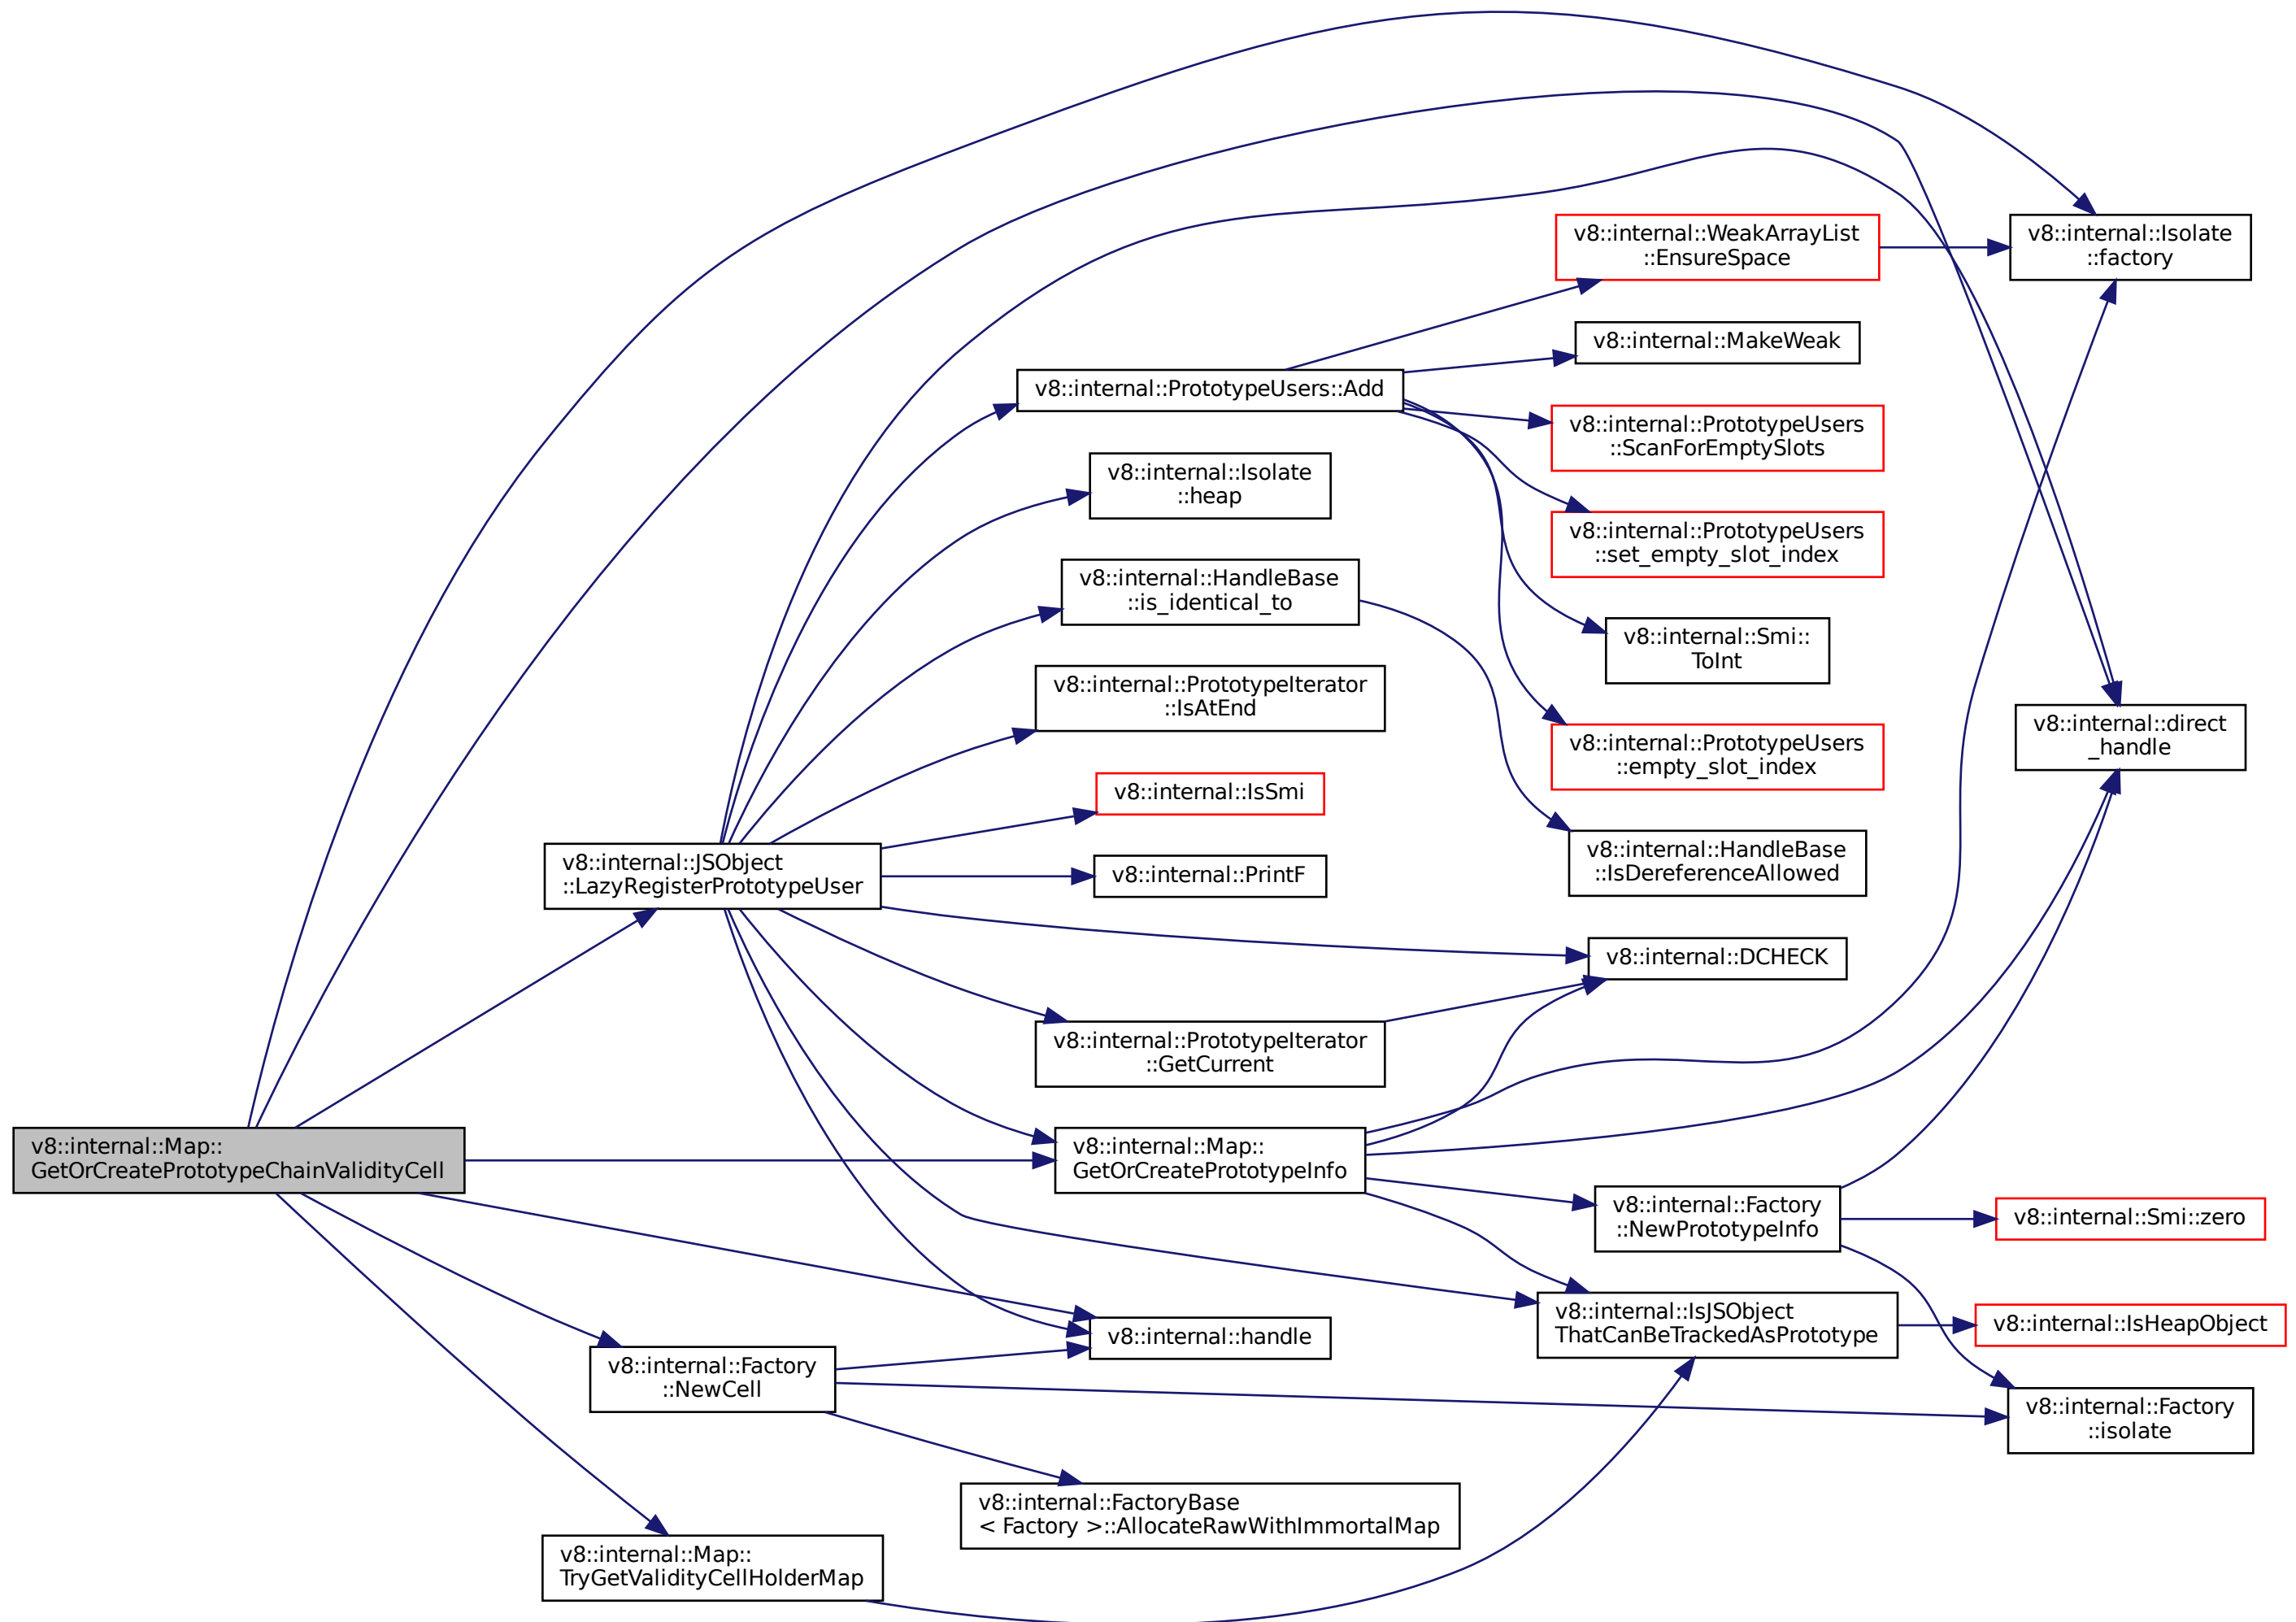 v8::internal::WeakArrayList
::EnsureSpace
v8::internal::Isolate
::factory
v8::internal::MakeWeak
v8::internal::PrototypeUsers::Add
v8::internal::PrototypeUsers
::ScanForEmptySlots
v8::internal::Isolate
::heap
v8::internal::PrototypeUsers
::set_empty_slot_index
v8::internal::HandleBase
::is_identical_to
v8::internal::Smi::
ToInt
v8::internal::PrototypeIterator
::IsAtEnd
v8::internal::PrototypeUsers
::empty_slot_index
v8::internal::direct
_handle
v8::internal::IsSmi
v8::internal::HandleBase
::IsDereferenceAllowed
v8::internal::JSObject
::LazyRegisterPrototypeUser
v8::internal::PrintF
v8::internal::DCHECK
v8::internal::PrototypeIterator
::GetCurrent
v8::internal::Map::
GetOrCreatePrototypeChainValidityCell
v8::internal::Map::
GetOrCreatePrototypeInfo
v8::internal::Factory
::NewPrototypeInfo
v8::internal::Smi::zero
v8::internal::IsJSObject
ThatCanBeTrackedAsPrototype
v8::internal::IsHeapObject
v8::internal::handle
v8::internal::Factory
::NewCell
v8::internal::Factory
::isolate
v8::internal::FactoryBase
< Factory >::AllocateRawWithImmortalMap
v8::internal::Map::
TryGetValidityCellHolderMap